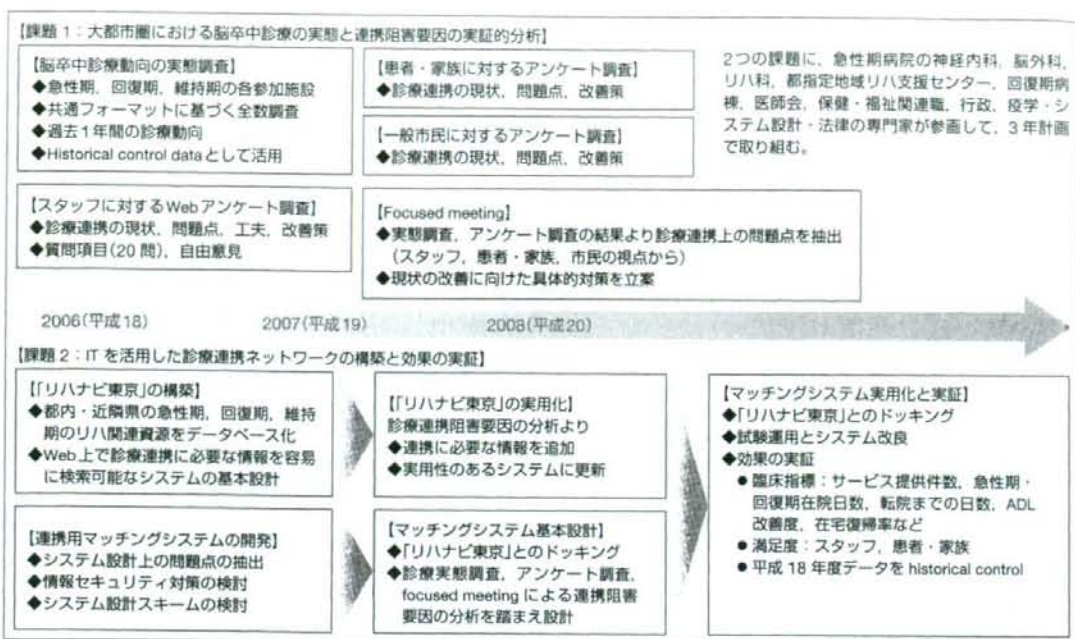 【課題1：大都市圏における脳卒中診療の実態と連携阻害要因の実証的分析】
【脳卒中診療動向の実態調査】
◆急性期，回復期，維持期の各参加施設
◆共通フォーマットに基づく全数調査
◆過去1年間の診療動向
◆Historical control dataとして活用
【患者・家族に対するアンケート調査】
◆診療連携の現状，問題点，改善策
【一般市民に対するアンケート調査】
◆診療連携の現状，問題点，改善策
2つの課題に，急性期病院の神経内科，脳外科，
リハ科，都指定地域リハ支援センター，回復期病
棟，医師会，保健・福祉関連職，行政，疫学・シ
ステム設計・法律の専門家が参画して，3年計画
で取り組む。
【スタッフに対するWebアンケート調査】
◆診療連携の現状，問題点，工夫，改善策
◆質問項目(20問)，自由意見
【Focused meeting】
◆実態調査，アンケート調査の結果より診療連携上の問題点を抽出
（スタッフ，患者・家族，市民の視点から）
◆現状の改善に向けた具体的対策を立案
2006(平成18)
2007(平成19)
2008(平成20)
【課題2：ITを活用した診療連携ネットワークの構築と効果の実証】
【「リハナビ東京」の構築】
◆都内・近隣県の急性期，回復期，維持
期のリハ関連資源をデータベース化
◆Web上で診療連携に必要な情報を容易
に検索可能なシステムの基本設計
【「リハナビ東京」の実用化】
診療連携阻害要因の分析より
◆連携に必要な情報を追加
◆実用性のあるシステムに更新
【マッチングシステム実用化と実証】
◆「リハナビ東京」とのドッキング
◆試験運用とシステム改良
◆効果の実証
●臨床指標：サービス提供件数，急性期・
回復期在院日数，転院までの日数，ADL
改善度，在宅復帰率など
●満足度：スタッフ，患者・家族
●平成18年度データをhistorical control
【連携用マッチングシステムの開発】
◆システム設計上の問題点の抽出
◆情報セキュリティ対策の検討
◆システム設計スキームの検討
【マッチングシステム基本設計】
◆「リハナビ東京」とのドッキング
◆診療実態調査，アンケート調査，
focused meetingによる連携阻害
要因の分析を踏まえ設計